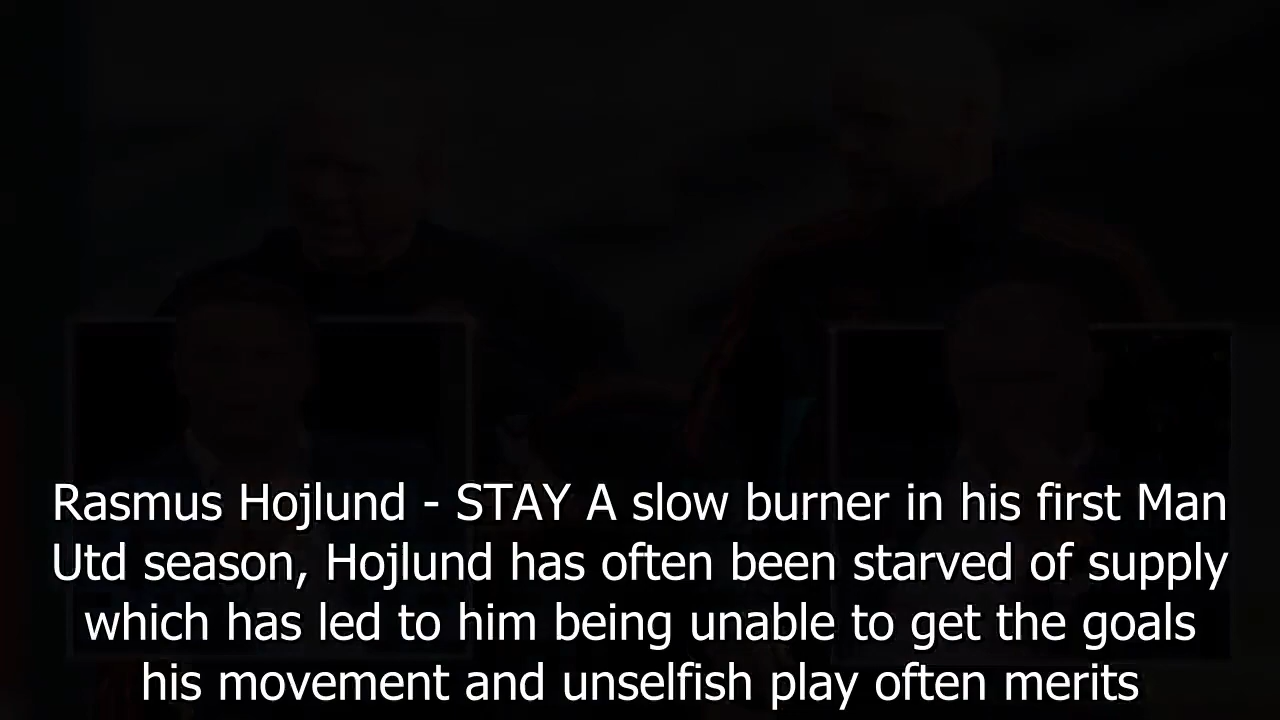 Rasmus Hojlund - STAY A slow burner in his first Man
Utd season, Hojlund has often been starved of supply
which has led to him being unable to get the goals
his movement and unselfish play often merits